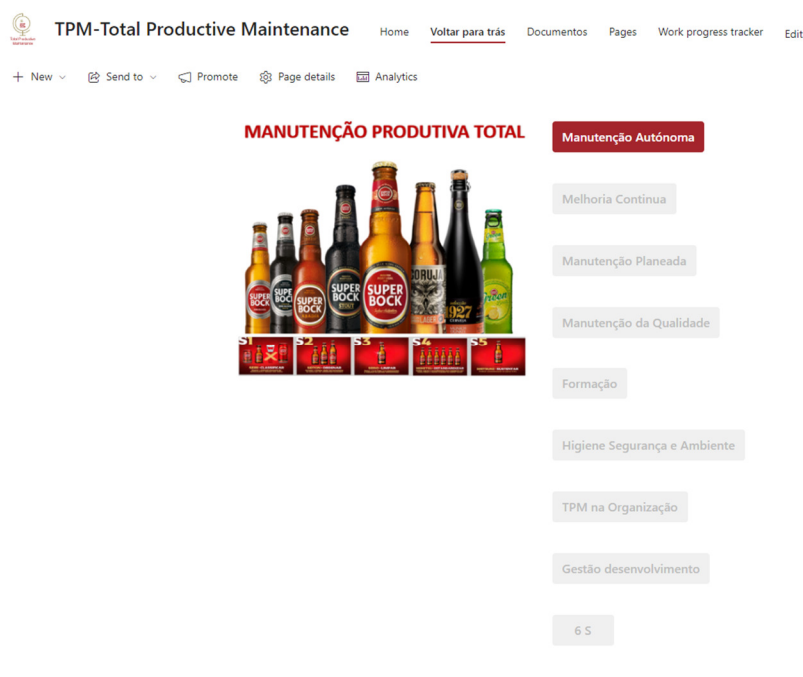 TPM-Total Productive Maintenance
Home
Voltar para trás
Documentos
Pages
Work progress tracker
Edit
New
Send to
Promote
Page details
Analytics
MANUTENÇÃO PRODUTIVA TOTAL
SUPER BOCK
SUPER BOCK
SUPER BOCK
SUPER BOCK
STOUT
SUPER BOCK
CORUJA
1927
Green
S1
S2
S3
S4
S5
Manutenção Autónoma
Melhoria Continua
Manutenção Planeada
Manutenção da Qualidade
Formação
Higiene Segurança e Ambiente
TPM na Organização
Gestão desenvolvimento
6 S